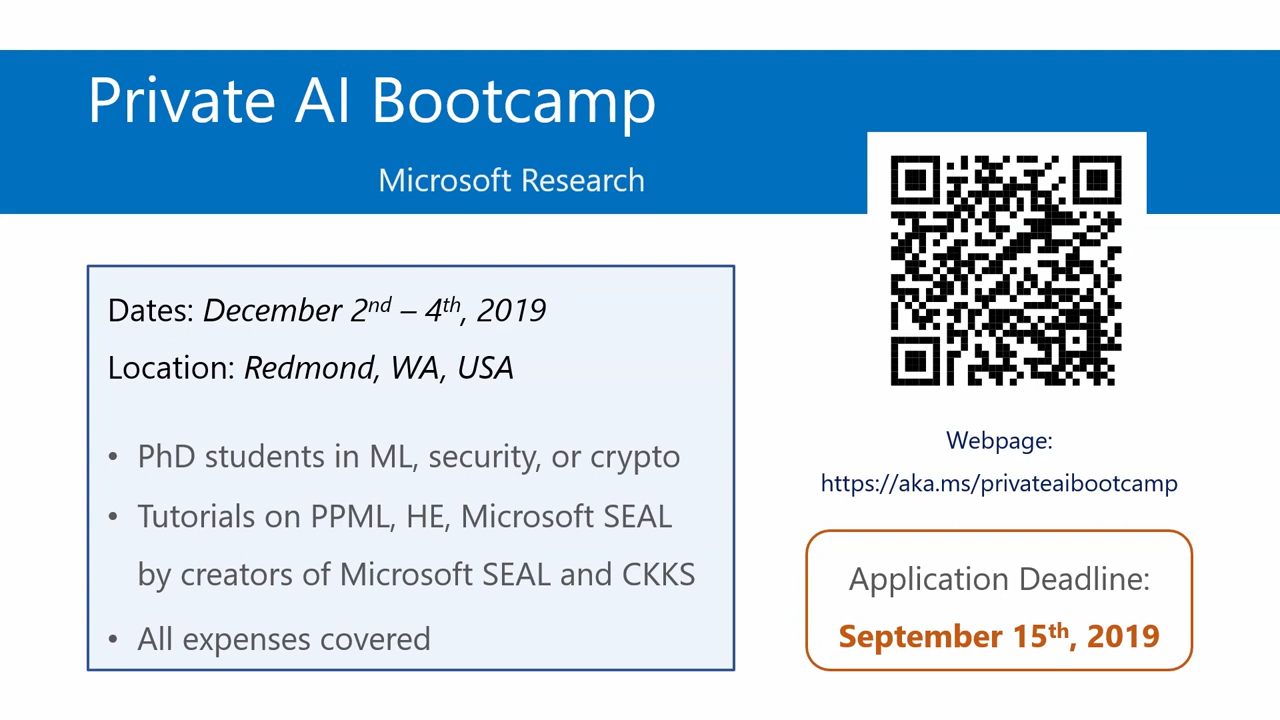 Private AI Bootcamp
Microsoft Research
Dates: December 2nd – 4th, 2019
Location: Redmond, WA, USA
• PhD students in ML, security, or crypto
• Tutorials on PPML, HE, Microsoft SEAL
by creators of Microsoft SEAL and CKKS
• All expenses covered
Webpage:
https://aka.ms/privateaibootcamp
Application Deadline:
September 15th, 2019